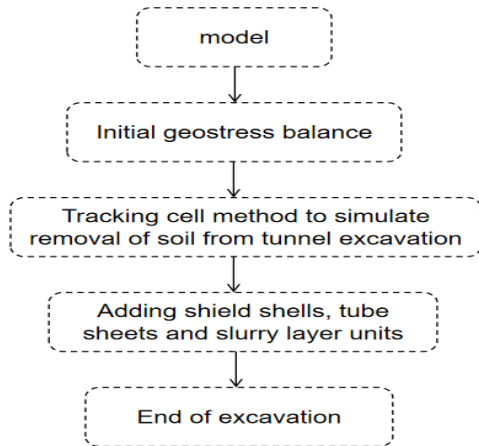 model
Initial geostress balance
Tracking cell method to simulate
removal of soil from tunnel excavation
Adding shield shells, tube
sheets and slurry layer units
End of excavation